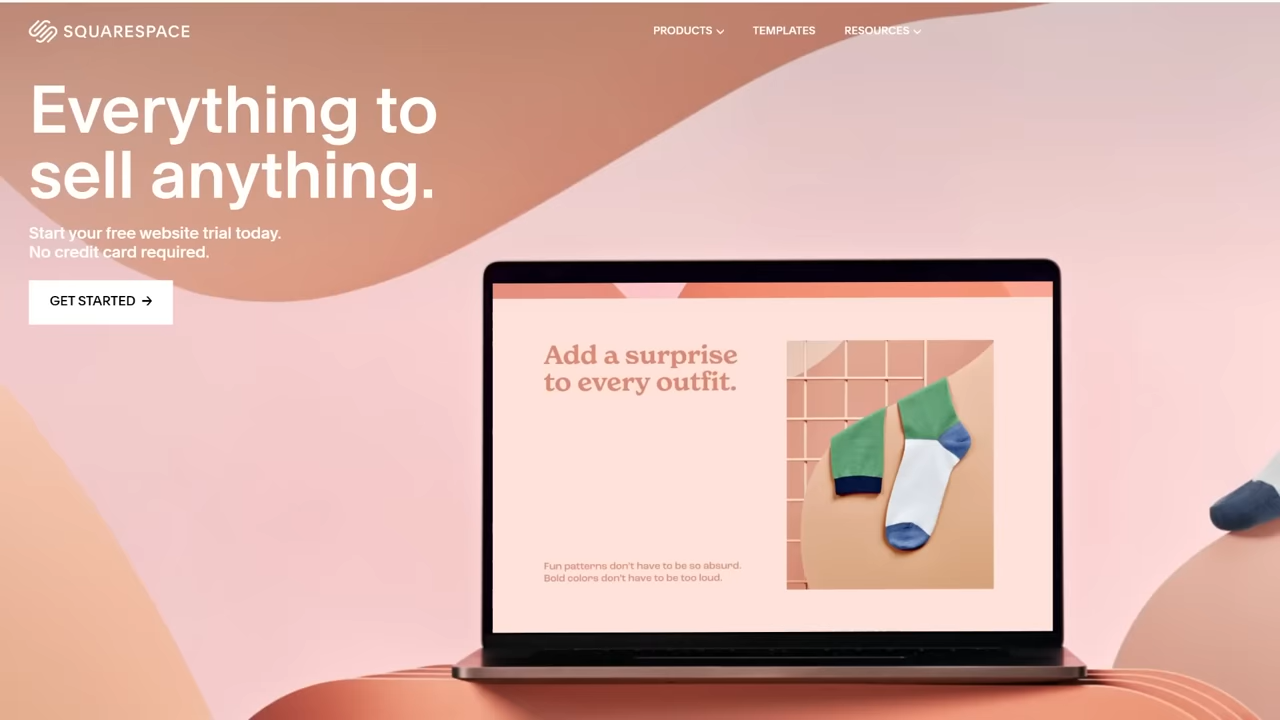 SQUARESPACE
PRODUCTS
TEMPLATES
RESOURCES
Everything to
sell anything.
Start your free website trial today.
No credit card required.
GET STARTED →
Add a surprise
to every outfit.
Fun patterns don't have to be so absurd.
Bold colors don't have to be too loud.